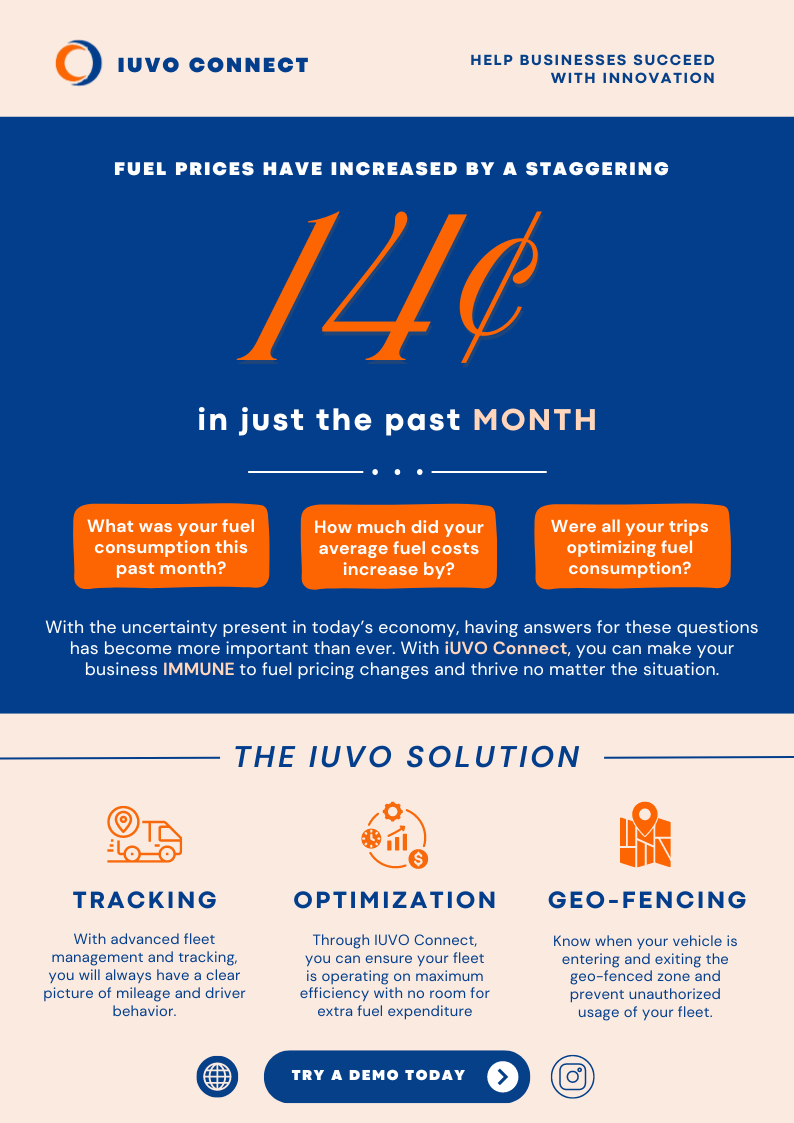 IUVO CONNECT
HELP BUSINESSES SUCCEED
WITH INNOVATION
FUEL PRICES HAVE INCREASED BY A STAGGERING
14¢
in just the past MONTH
What was your fuel
consumption this
past month?
How much did your
average fuel costs
increase by?
Were all your trips
optimizing fuel
consumption?
With the uncertainty present in today's economy, having answers for these questions
has become more important than ever. With iUVO Connect, you can make your
business IMMUNE to fuel pricing changes and thrive no matter the situation.
THE IUVO SOLUTION
TRACKING
With advanced fleet
management and tracking,
you will always have a clear
picture of mileage and driver
behavior.
OPTIMIZATION
Through IUVO Connect,
you can ensure your fleet
is operating on maximum
efficiency with no room for
extra fuel expenditure
GEO-FENCING
Know when your vehicle is
entering and exiting the
geo-fenced zone and
prevent unauthorized
usage of your fleet.
TRY A DEMO TODAY